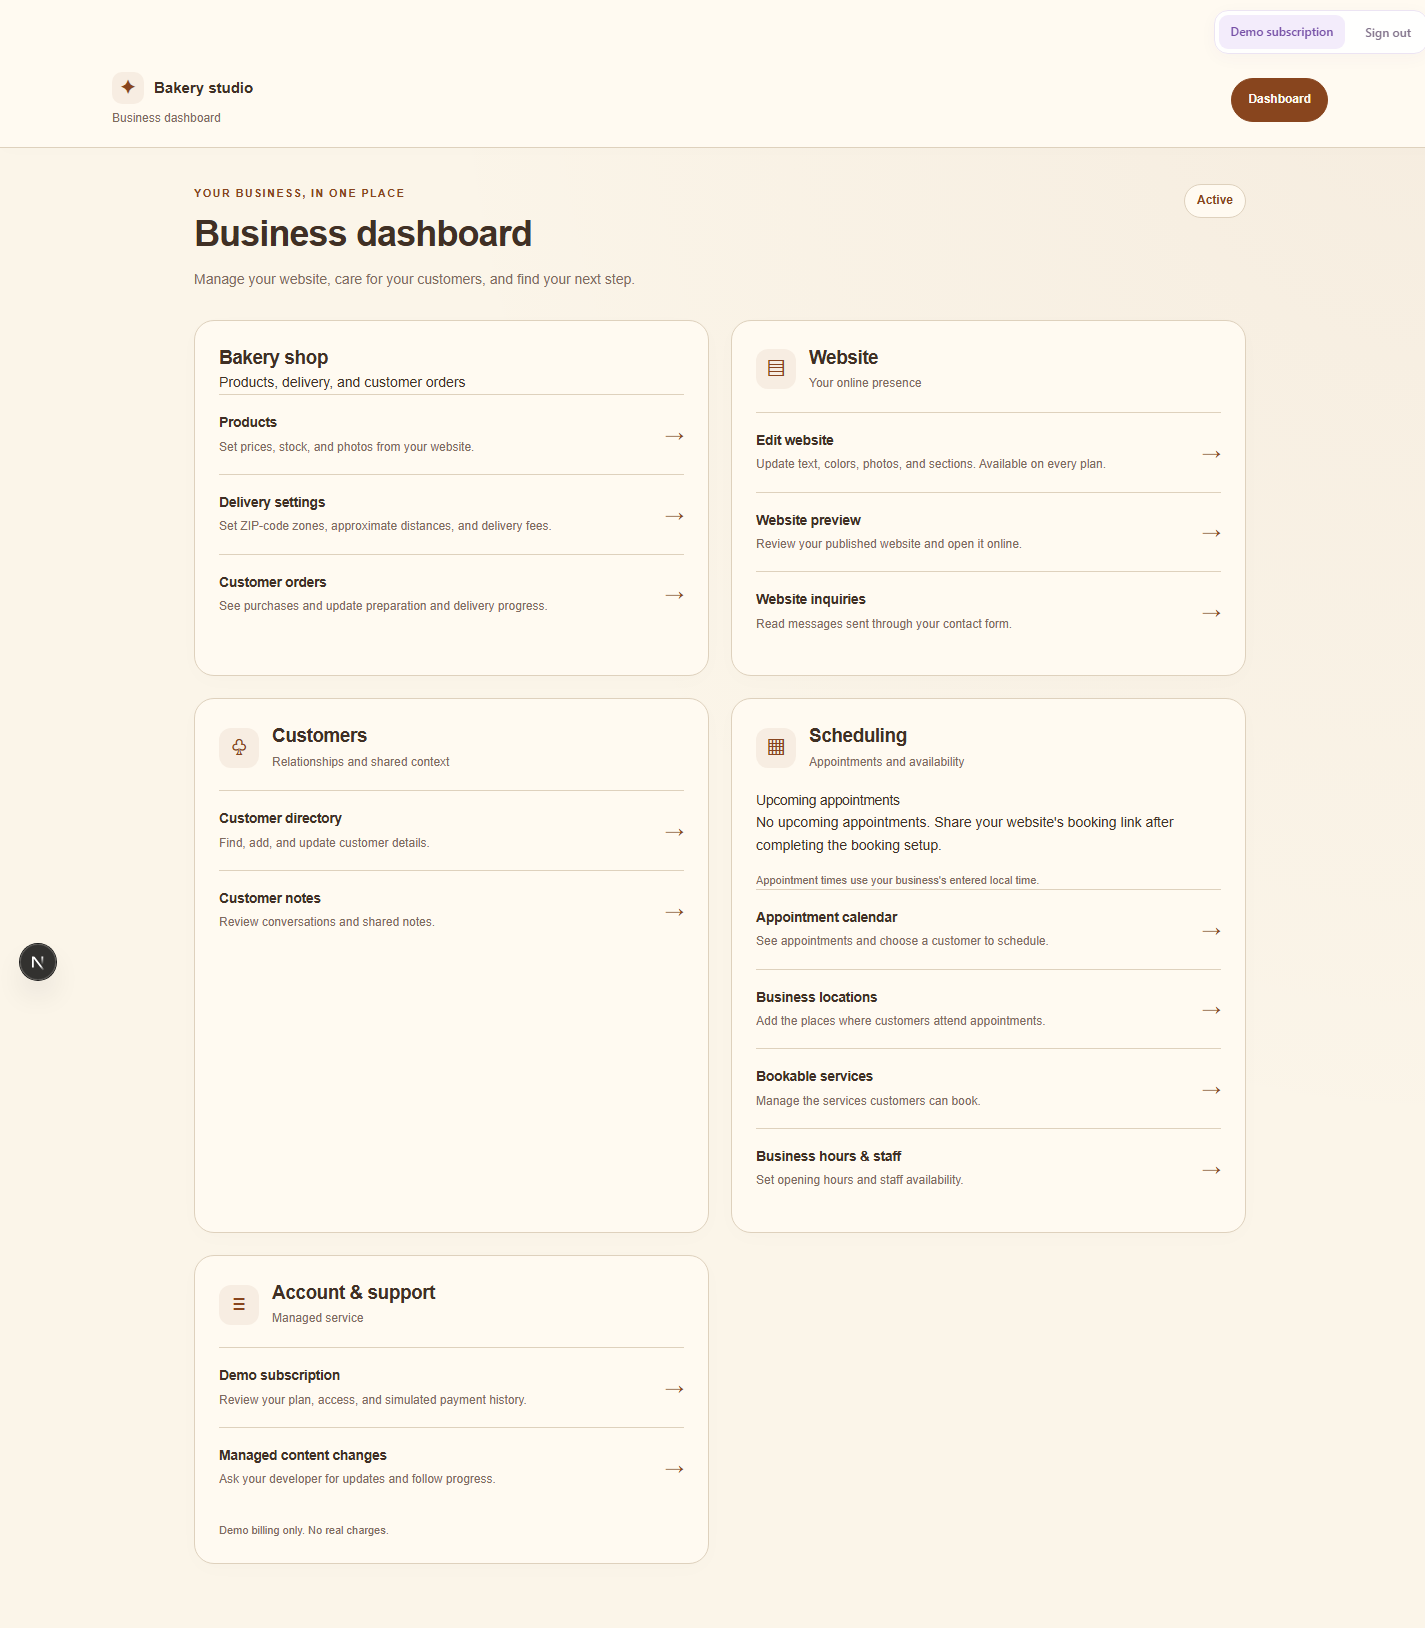 Demo subscription
Sign out
Bakery studio
Business dashboard
Dashboard
YOUR BUSINESS, IN ONE PLACE
Active
Business dashboard
Manage your website, care for your customers, and find your next step.
Bakery shop
Products, delivery, and customer orders
Products
Set prices, stock, and photos from your website.
Delivery settings
Set ZIP-code zones, approximate distances, and delivery fees.
Customer orders
See purchases and update preparation and delivery progress.
Website
Your online presence
Edit website
Update text, colors, photos, and sections. Available on every plan.
Website preview
Review your published website and open it online.
Website inquiries
Read messages sent through your contact form.
Customers
Relationships and shared context
Customer directory
Find, add, and update customer details.
Customer notes
Review conversations and shared notes.
Scheduling
Appointments and availability
Upcoming appointments
No upcoming appointments. Share your website's booking link after
completing the booking setup.
Appointment times use your business's entered local time.
Appointment calendar
See appointments and choose a customer to schedule.
Business locations
Add the places where customers attend appointments.
Bookable services
Manage the services customers can book.
Business hours & staff
Set opening hours and staff availability.
N
Account & support
Managed service
Demo subscription
Review your plan, access, and simulated payment history.
Managed content changes
Ask your developer for updates and follow progress.
Demo billing only. No real charges.